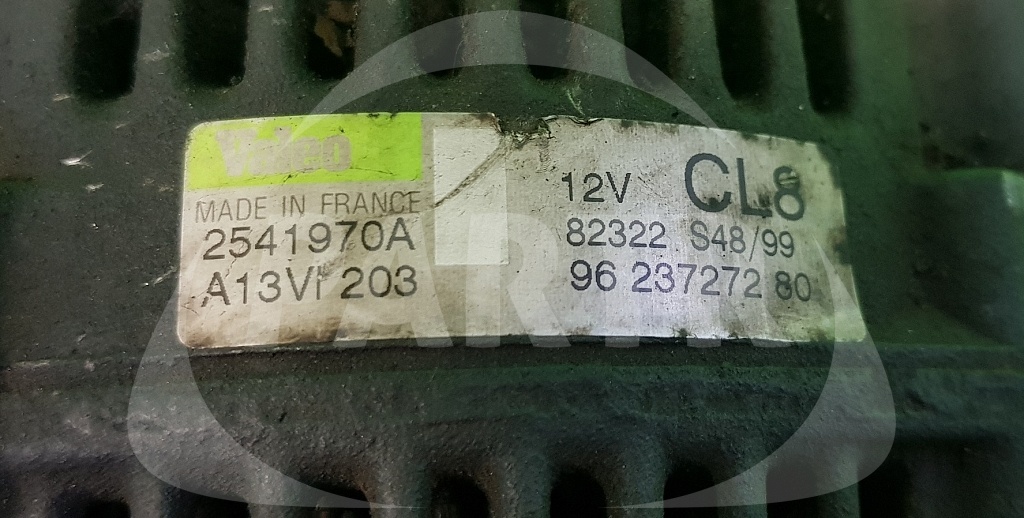 Valeo
MADE IN FRANCE
2541970A
A13VI 203
12V CL8
82322 S48/99
96 237272 80